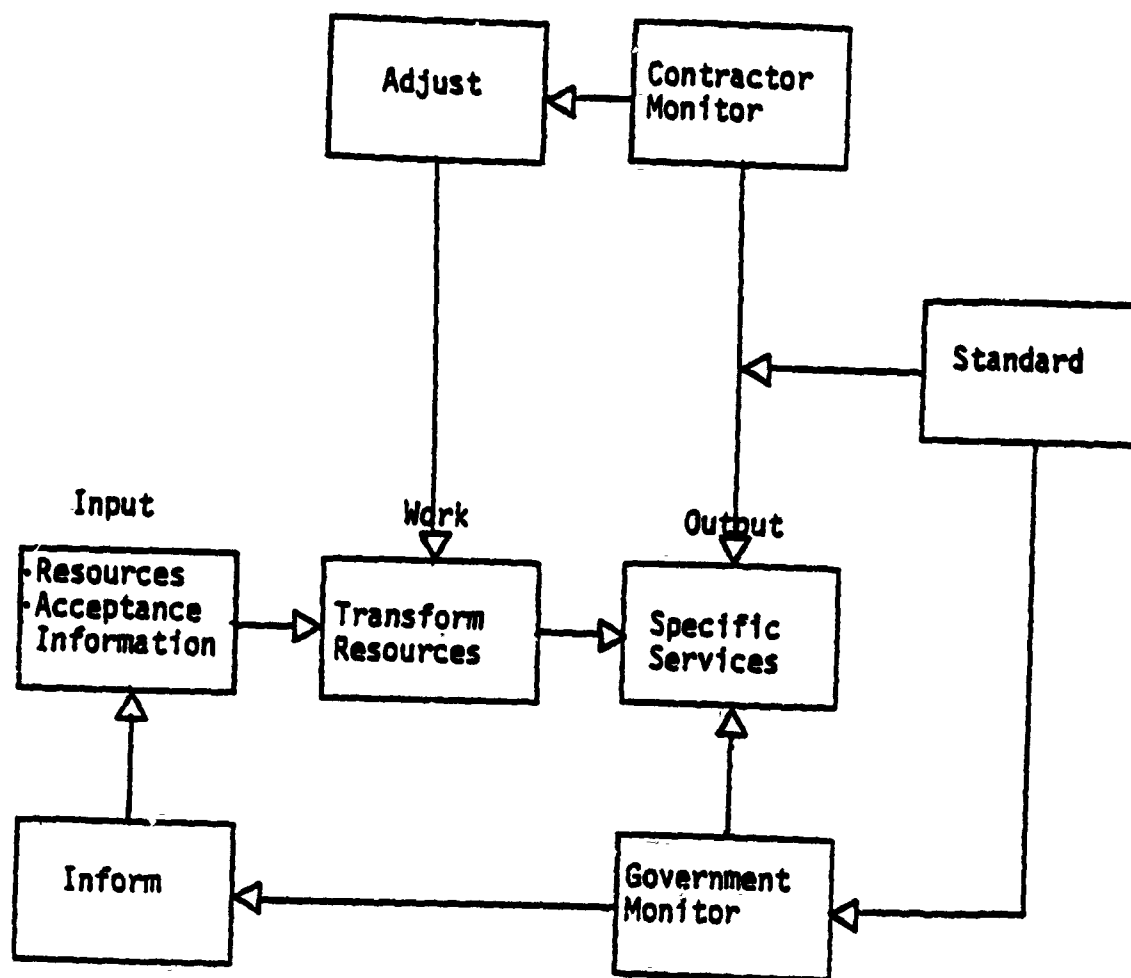 Adjust
Contractor
Monitor
Standard
Input
Work
Output
·Resources
·Acceptance
Information
Transform
Resources
Specific
Services
Inform
Government
Monitor